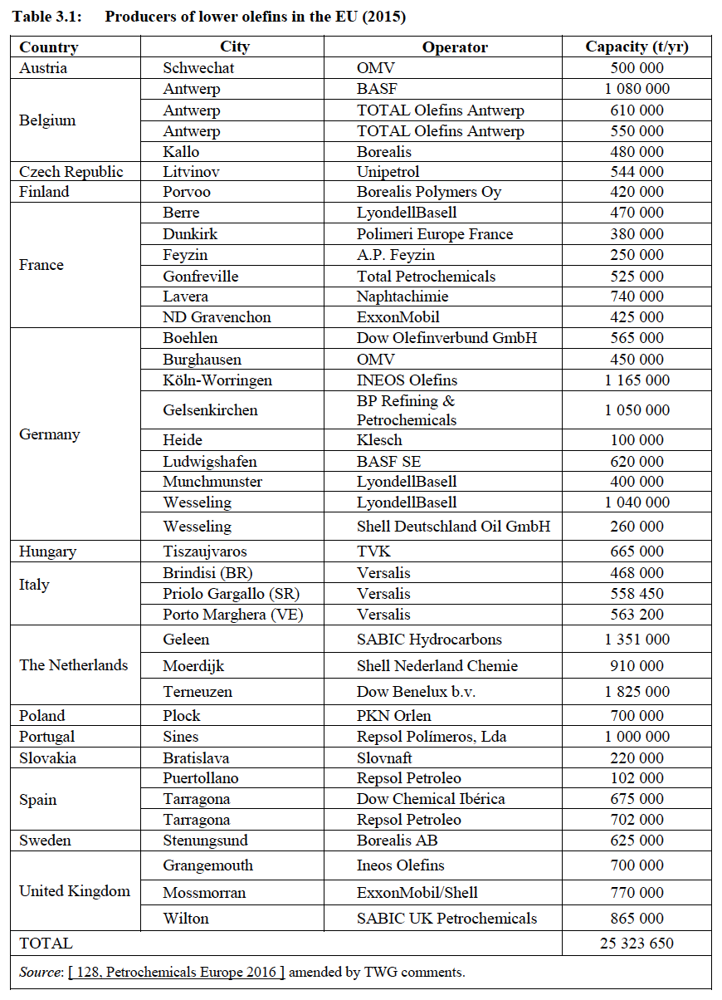 Table 3.1: Producers of lower olefins in the EU (2015)
Country City Operator Capacity (t/yr)
Austria Schwechat OMV 500 000
Belgium Antwerp BASF 1 080 000
Antwerp TOTAL Olefins Antwerp 610 000
Antwerp TOTAL Olefins Antwerp 550 000
Kallo Borealis 480 000
Czech Republic Litvinov Unipetrol 544 000
Finland Porvoo Borealis Polymers Oy 420 000
France Berre LyondellBasell 470 000
Dunkirk Polimeri Europe France 380 000
Feyzin A.P. Feyzin 250 000
Gonfreville Total Petrochemicals 525 000
Lavera Naphtachimie 740 000
ND Gravenchon ExxonMobil 425 000
Germany Boehlen Dow Olefinverbund GmbH 565 000
Burghausen OMV 450 000
Köln-Worringen INEOS Olefins 1 165 000
Gelsenkirchen BP Refining &
Petrochemicals 1 050 000
Heide Klesch 100 000
Ludwigshafen BASF SE 620 000
Munchmunster LyondellBasell 400 000
Wesseling LyondellBasell 1 040 000
Wesseling Shell Deutschland Oil GmbH 260 000
Hungary Tiszaujvaros TVK 665 000
Italy Brindisi (BR) Versalis 468 000
Priolo Gargallo (SR) Versalis 558 450
Porto Marghera (VE) Versalis 563 200
The Netherlands Geleen SABIC Hydrocarbons 1 351 000
Moerdijk Shell Nederland Chemie 910 000
Terneuzen Dow Benelux b.v. 1 825 000
Poland Plock PKN Orlen 700 000
Portugal Sines Repsol Polímeros, Lda 1 000 000
Slovakia Bratislava Slovnaft 220 000
Spain Puertollano Repsol Petroleo 102 000
Tarragona Dow Chemical Ibérica 675 000
Tarragona Repsol Petroleo 702 000
Sweden Stenungsund Borealis AB 625 000
United Kingdom Grangemouth Ineos Olefins 700 000
Mossmorran ExxonMobil/Shell 770 000
Wilton SABIC UK Petrochemicals 865 000
TOTAL 25 323 650
Source: [ 128, Petrochemicals Europe 2016 ] amended by TWG comments.